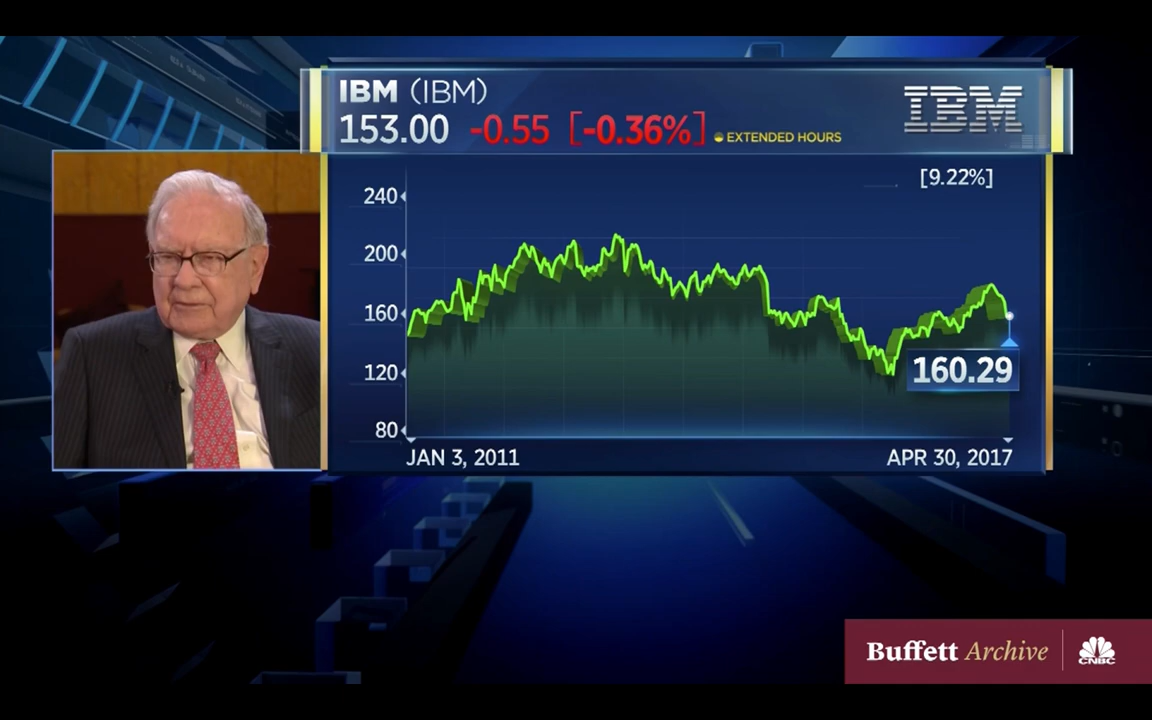 IBM (IBM)
153.00 -0.55 [-0.36%] EXTENDED HOURS
IBM
[9.22%]
240
200
160
120
80
160.29
JAN 3, 2011 APR 30, 2017
Buffett Archive CNBC